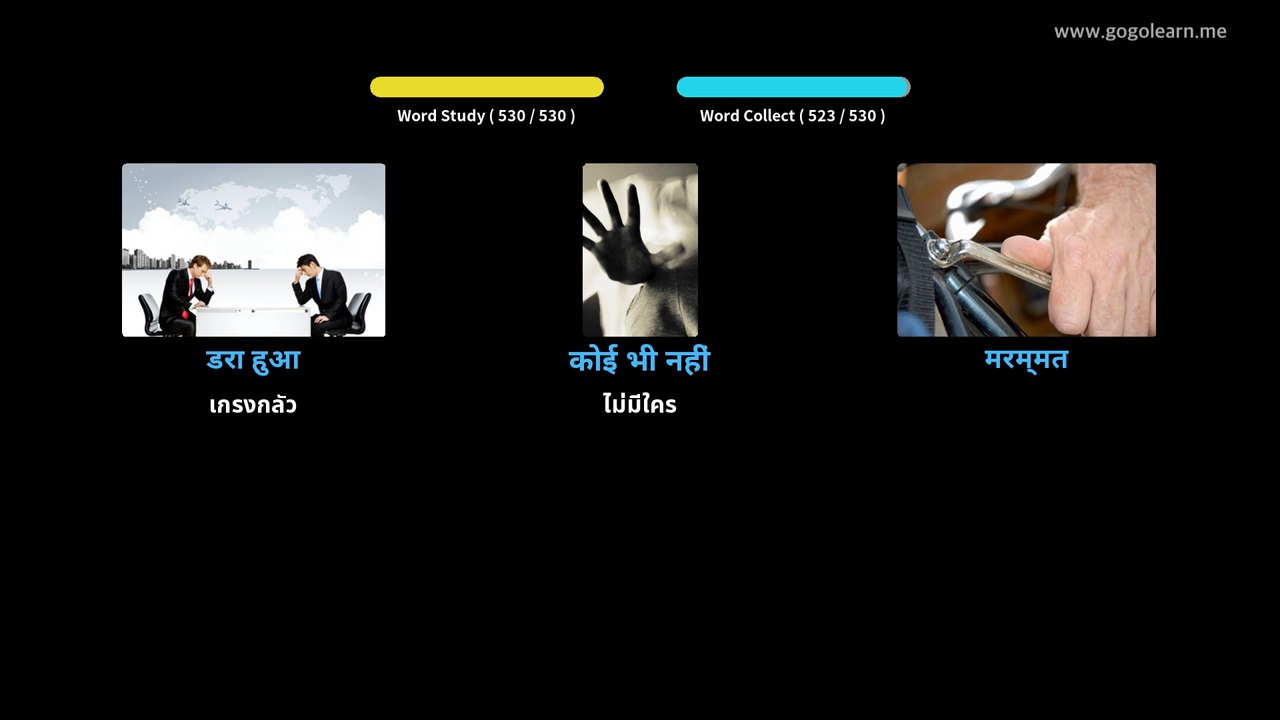 www.gogolearn.me
Word Study ( 530 / 530 )
Word Collect ( 523 / 530 )
डरा हुआ
कोई भी नहीं
मरम्मत
เกรงกลัว
ไม่มีใคร